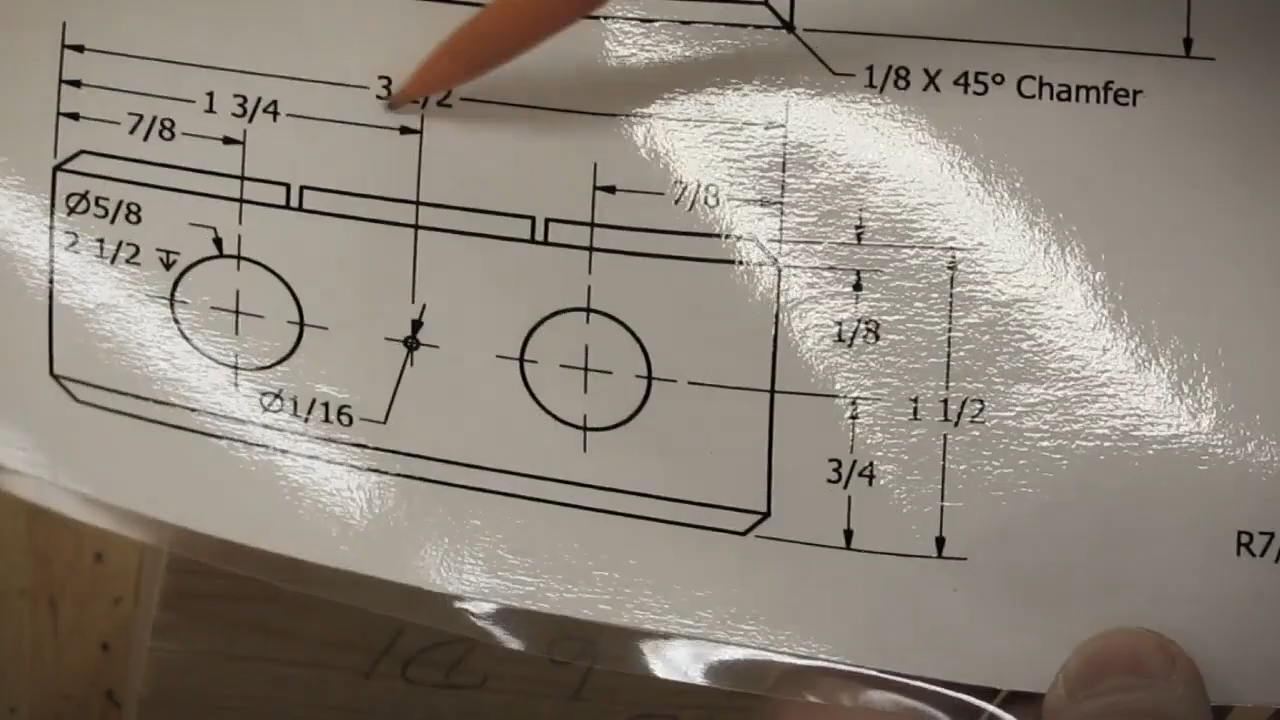 1/8 X 45° Chamfer
3 1/2
1 3/4
7/8
7/8
Ø5/8
2 1/2 ↧
1/8
Ø1/16
1 1/2
3/4
R7/